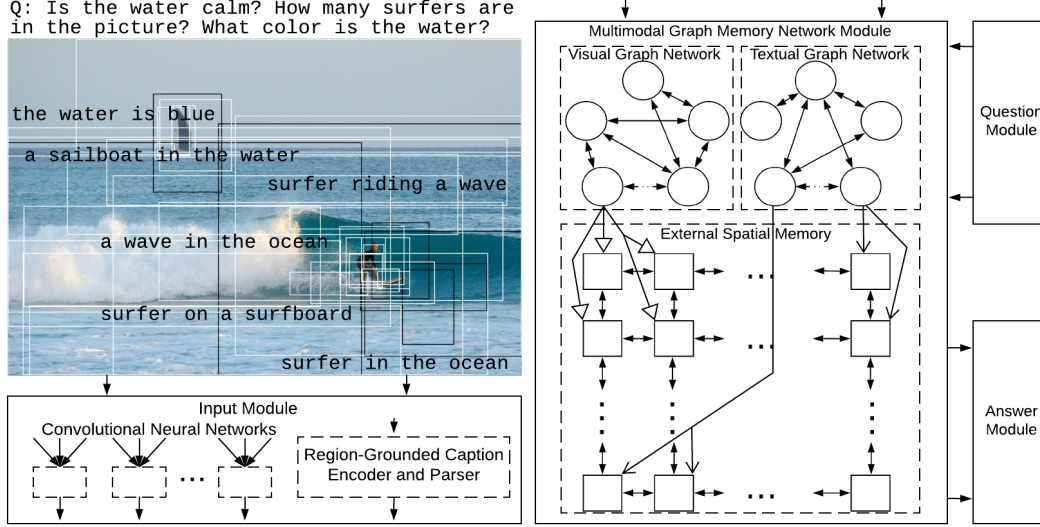 Q: Is the water calm? How many surfers are
in the picture? What color is the water?
the water is blue
a sailboat in the water
surfer riding a wave
a wave in the ocean
surfer on a surfboard
surfer in the ocean
Input Module
Convolutional Neural Networks
Region-Grounded Caption
Encoder and Parser
Multimodal Graph Memory Network Module
Visual Graph Network
Textual Graph Network
External Spatial Memory
Question
Module
Answer
Module